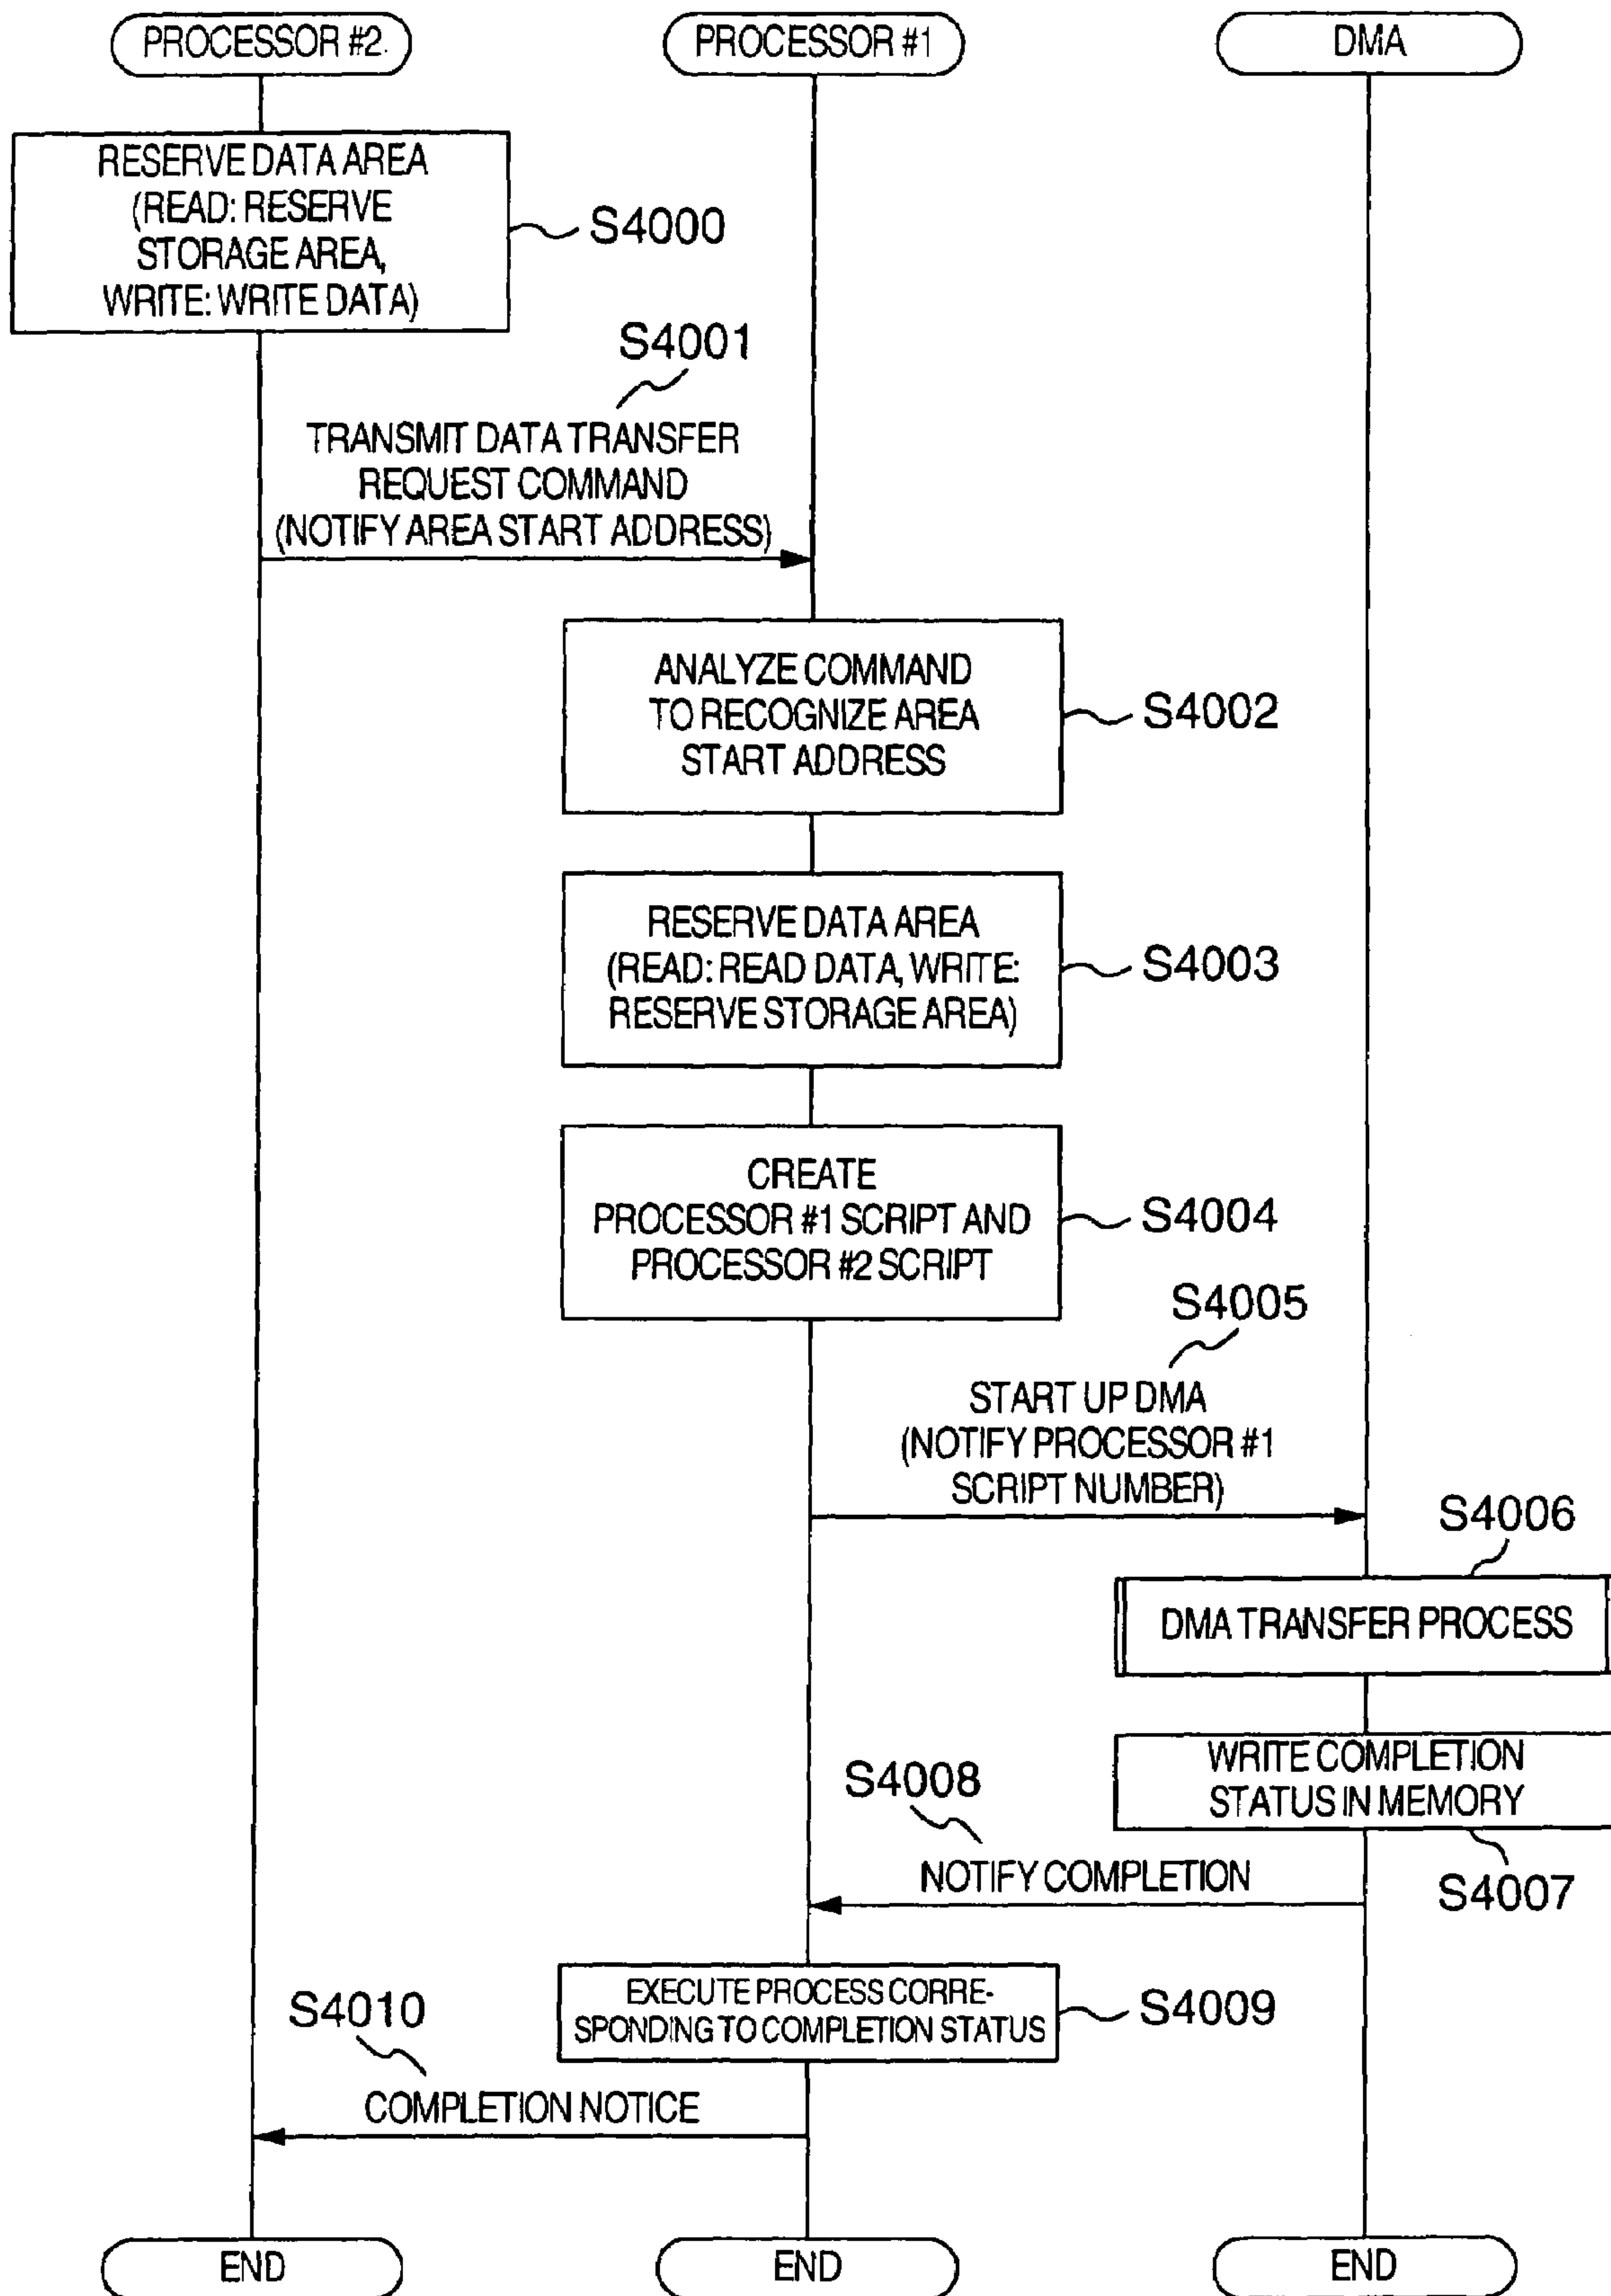 PROCESSOR #2
PROCESSOR #1
DMA
RESERVE DATA AREA
(READ: RESERVE
STORAGE AREA,
WRITE: WRITE DATA)
S4000
S4001
TRANSMIT DATA TRANSFER
REQUEST COMMAND
(NOTIFY AREA START ADDRESS)
ANALYZE COMMAND
TO RECOGNIZE AREA
START ADDRESS
S4002
RESERVE DATA AREA
(READ: READ DATA, WRITE:
RESERVE STORAGE AREA)
S4003
CREATE
PROCESSOR #1 SCRIPT AND
PROCESSOR #2 SCRIPT
S4004
S4005
START UP DMA
(NOTIFY PROCESSOR #1
SCRIPT NUMBER)
S4006
DMA TRANSFER PROCESS
WRITE COMPLETION
STATUS IN MEMORY
S4007
S4008
NOTIFY COMPLETION
EXECUTE PROCESS CORRE-
SPONDING TO COMPLETION STATUS
S4009
S4010
COMPLETION NOTICE
END
END
END